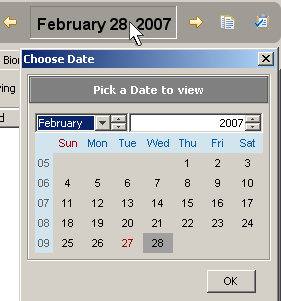 February 28, 2007
Choose Date
Bior
ving
d
Pick a Date to view
February 2007
Sun Mon Tue Wed Thu Fri Sat
05 1 2 3
06 4 5 6 7 8 9 10
07 11 12 13 14 15 16 17
08 18 19 20 21 22 23 24
09 25 26 27 28
OK